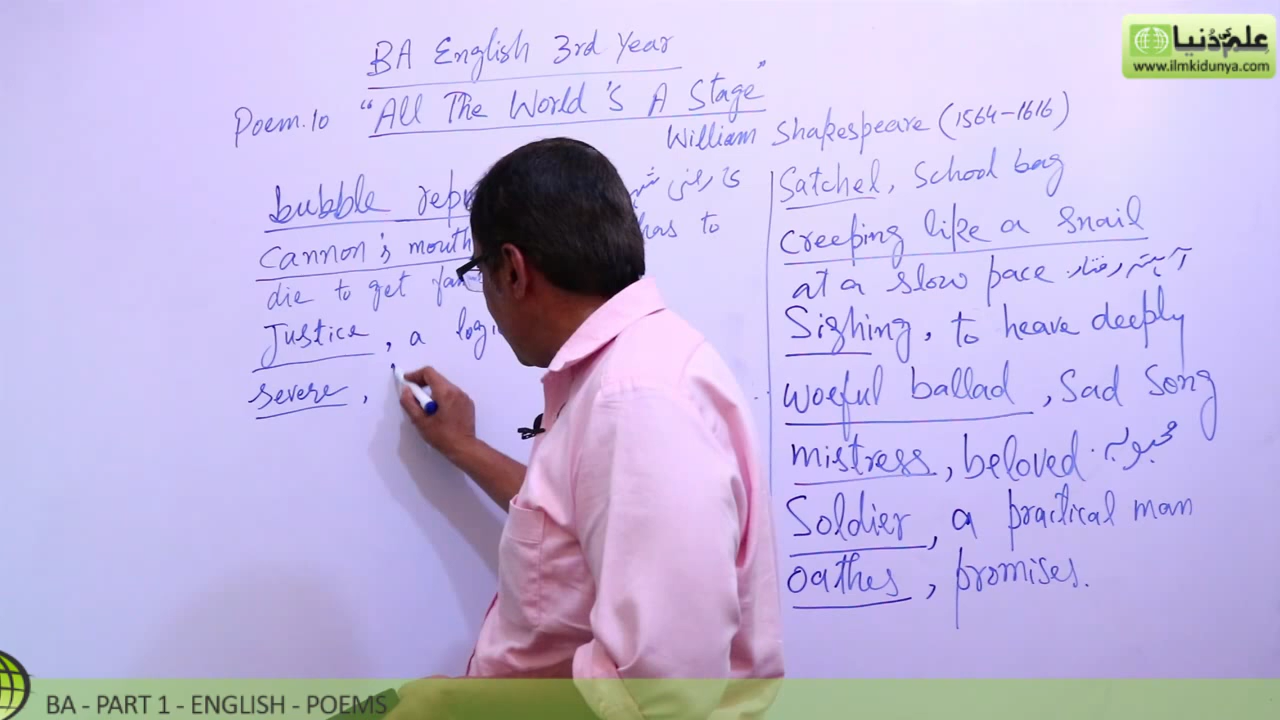 BA English 3rd Year
Poem.10 "All The World's A Stage"
William Shakespeare (1564-1616)
bubble
cannon's mouth has to
die to get
Justice, a
severe,
Satchel, School bag
creeping like a snail
at a slow pace آہستہ رفتار
Sighing, to heave deeply
woeful ballad, Sad Song
mistress, beloved. محبوبہ
Soldier, a practical man
oathes, promises.
علم کی دُنیا
www.ilmkidunya.com
BA - PART 1 - ENGLISH - POEMS